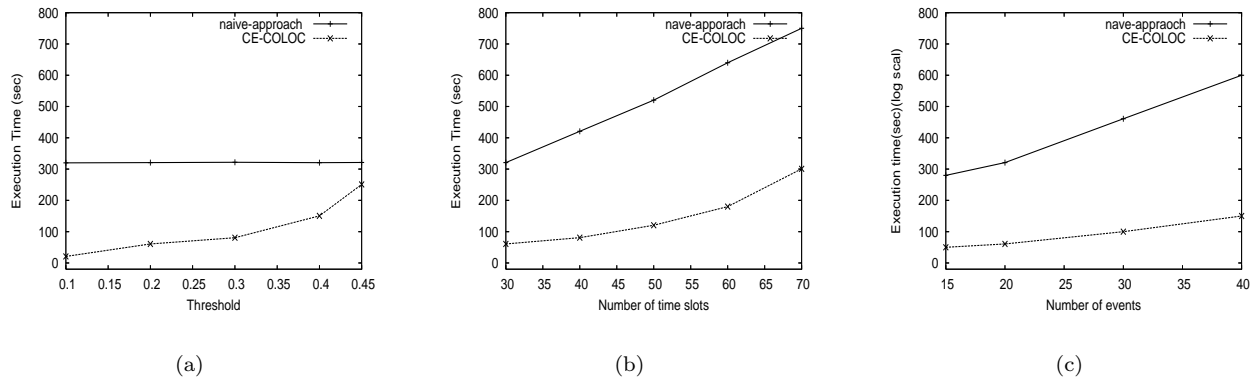 800
700
600
500
400
300
200
100
0
Execution Time (sec)
naive-approach
CE-COLOC
0.1 0.15 0.2 0.25 0.3 0.35 0.4 0.45
Threshold
(a)
800
700
600
500
400
300
200
100
0
Execution Time (sec)
nave-apporach
CE-COLOC
30 35 40 45 50 55 60 65 70
Number of time slots
(b)
800
700
600
500
400
300
200
100
0
Execution time(sec)(log scal)
nave-appraoch
CE-COLOC
15 20 25 30 35 40
Number of events
(c)